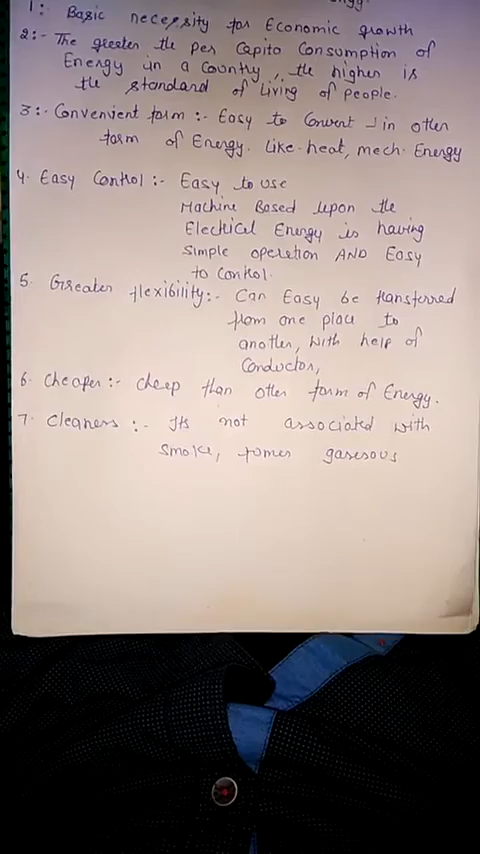 1:- Basic necessity for Economic growth
2:- The greater the per Capita Consumption of
Energy in a Country, the higher is
the standard of Living of people.
3:- Convenient form :- Easy to Convert in other
form of Energy. Like heat, mech. Energy
4. Easy Control :- Easy to use
Machine Based upon the
Electrical Energy is having
Simple operation AND Easy
to Control.
5. Greater flexibility:- Can Easy be transferred
from one place to
another, with help of
Conductor,
6. Cheaper:- Cheep than other form of Energy.
7. Cleaness :- Its not associated with
Smoke, fumes gasesous